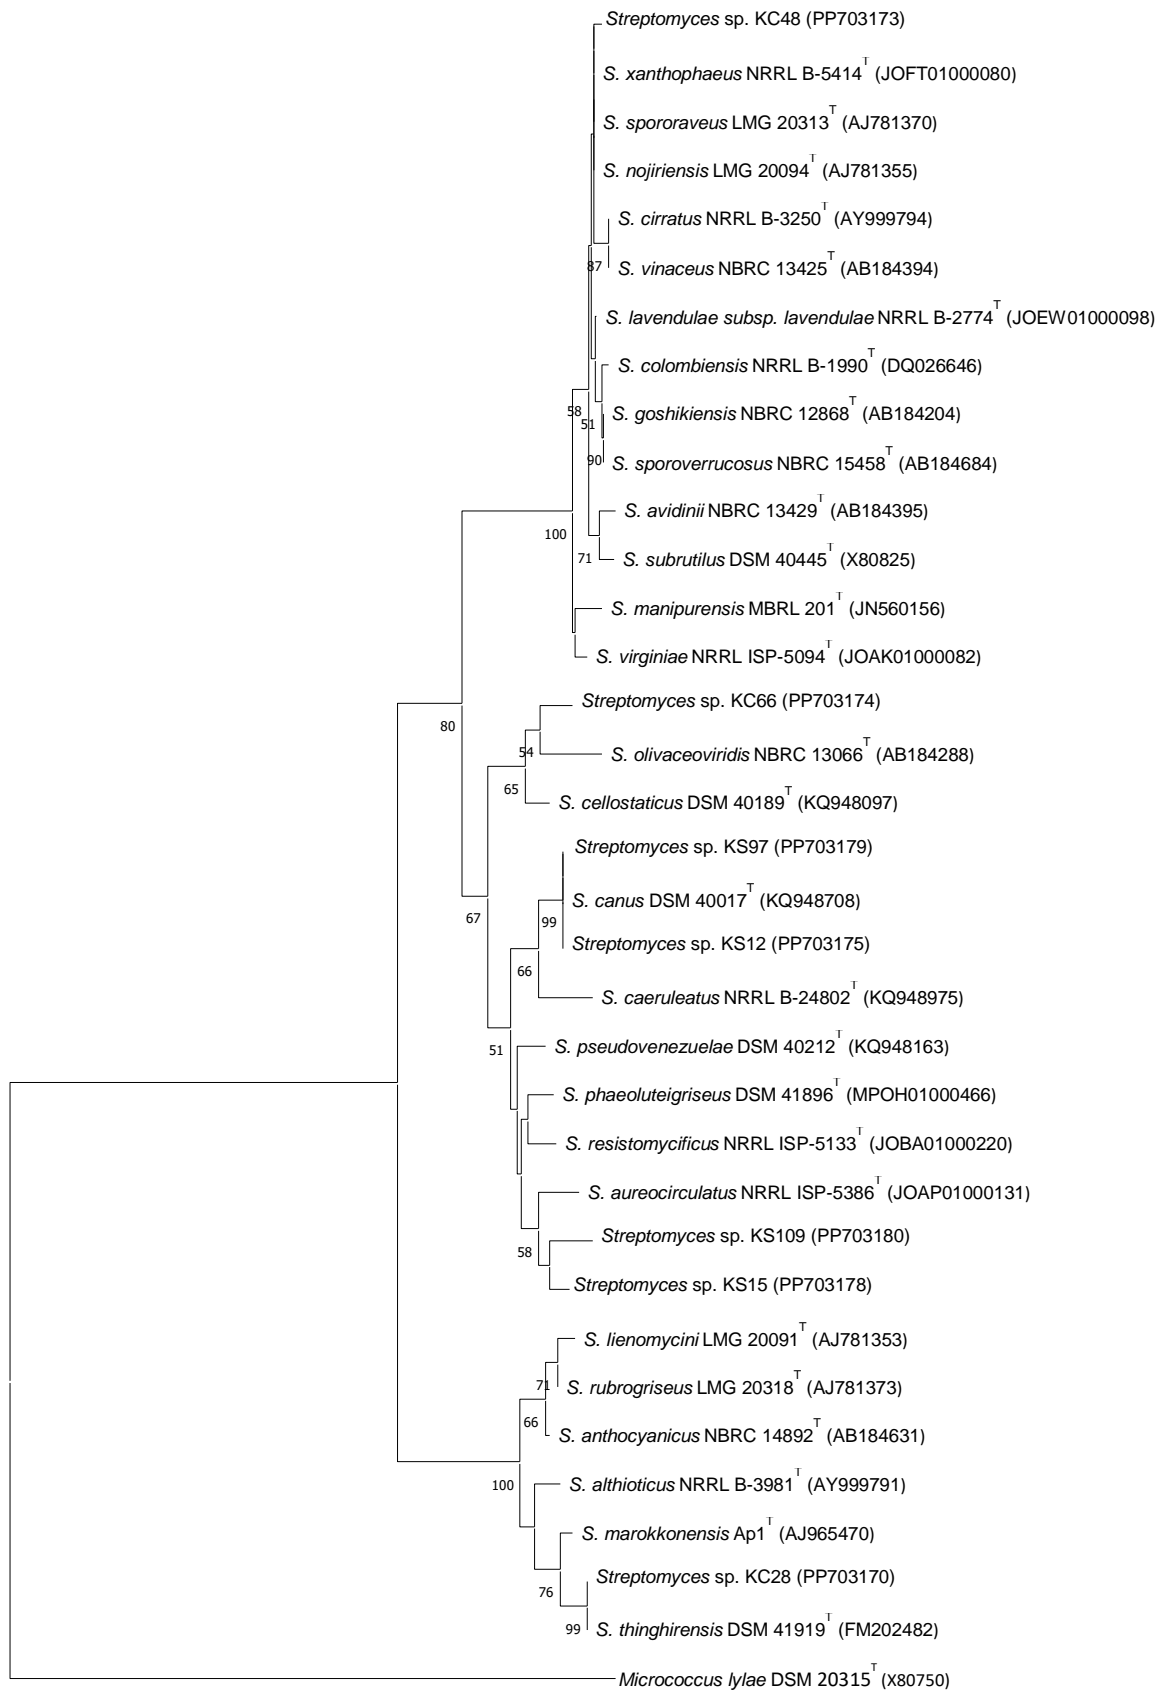 Streptomyces sp. KC48 (PP703173)
S. xanthophaeus NRRL B-5414T (JOFT01000080)
S. spororaveus LMG 20313T (AJ781370)
S. nojiriensis LMG 20094T (AJ781355)
S. cirratus NRRL B-3250T (AY999794)
87 S. vinaceus NBRC 13425T (AB184394)
S. lavendulae subsp. lavendulae NRRL B-2774T (JOEW01000098)
S. colombiensis NRRL B-1990T (DQ026646)
58 S. goshikiensis NBRC 12868T (AB184204)
51
90 S. sporoverrucosus NBRC 15458T (AB184684)
S. avidinii NBRC 13429T (AB184395)
100
71 S. subrutilus DSM 40445T (X80825)
S. manipurensis MBRL 201T (JN560156)
S. virginiae NRRL ISP-5094T (JOAK01000082)
Streptomyces sp. KC66 (PP703174)
80
54 S. olivaceoviridis NBRC 13066T (AB184288)
65
S. cellostaticus DSM 40189T (KQ948097)
Streptomyces sp. KS97 (PP703179)
S. canus DSM 40017T (KQ948708)
67 99
Streptomyces sp. KS12 (PP703175)
66
S. caeruleatus NRRL B-24802T (KQ948975)
51 S. pseudovenezuelae DSM 40212T (KQ948163)
S. phaeoluteigriseus DSM 41896T (MPOH01000466)
S. resistomycificus NRRL ISP-5133T (JOBA01000220)
S. aureocirculatus NRRL ISP-5386T (JOAP01000131)
Streptomyces sp. KS109 (PP703180)
58
Streptomyces sp. KS15 (PP703178)
S. lienomycini LMG 20091T (AJ781353)
71 S. rubrogriseus LMG 20318T (AJ781373)
66
S. anthocyanicus NBRC 14892T (AB184631)
100 S. althioticus NRRL B-3981T (AY999791)
S. marokkonensis Ap1T (AJ965470)
Streptomyces sp. KC28 (PP703170)
76
99 S. thinghirensis DSM 41919T (FM202482)
Micrococcus lylae DSM 20315T (X80750)